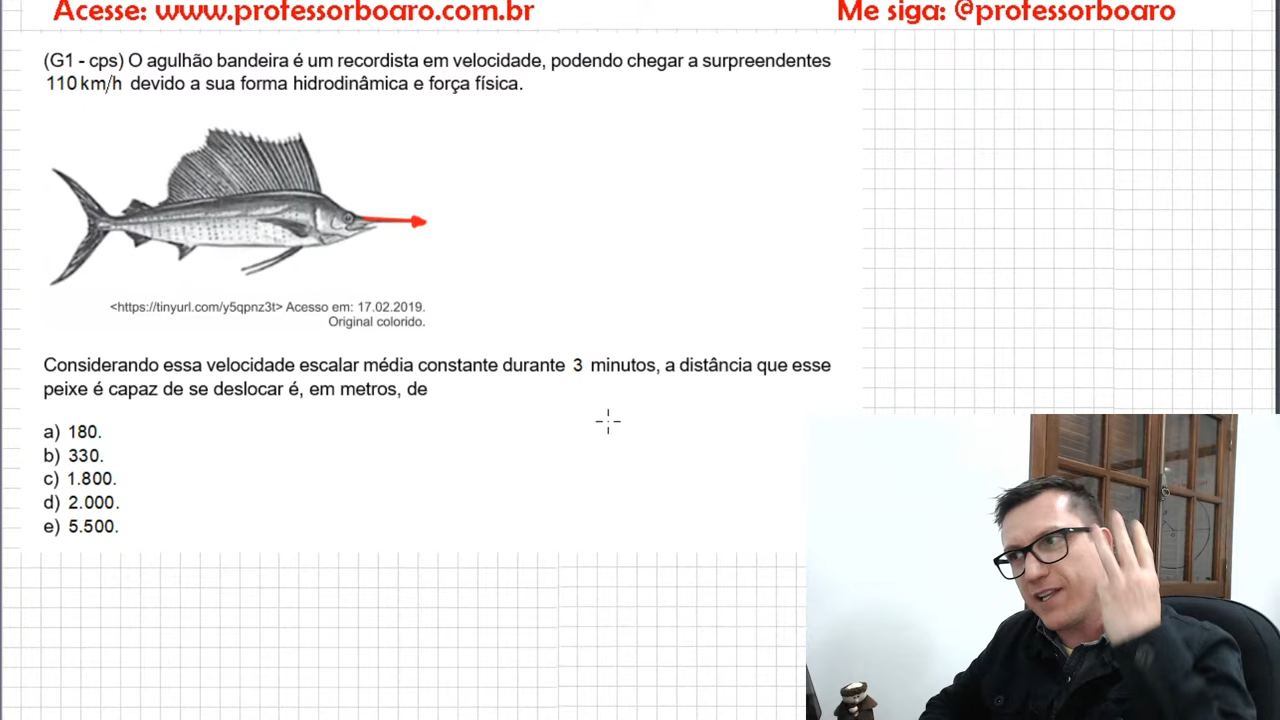 Acesse: www.professorboaro.com.br
Me siga: @professorboaro
(G1 - cps) O agulhão bandeira é um recordista em velocidade, podendo chegar a surpreendentes
110 km/h devido a sua forma hidrodinâmica e força física.
<https://tinyurl.com/y5qpnz3t> Acesso em: 17.02.2019.
Original colorido.
Considerando essa velocidade escalar média constante durante 3 minutos, a distância que esse
peixe é capaz de se deslocar é, em metros, de
a) 180.
b) 330.
c) 1.800.
d) 2.000.
e) 5.500.